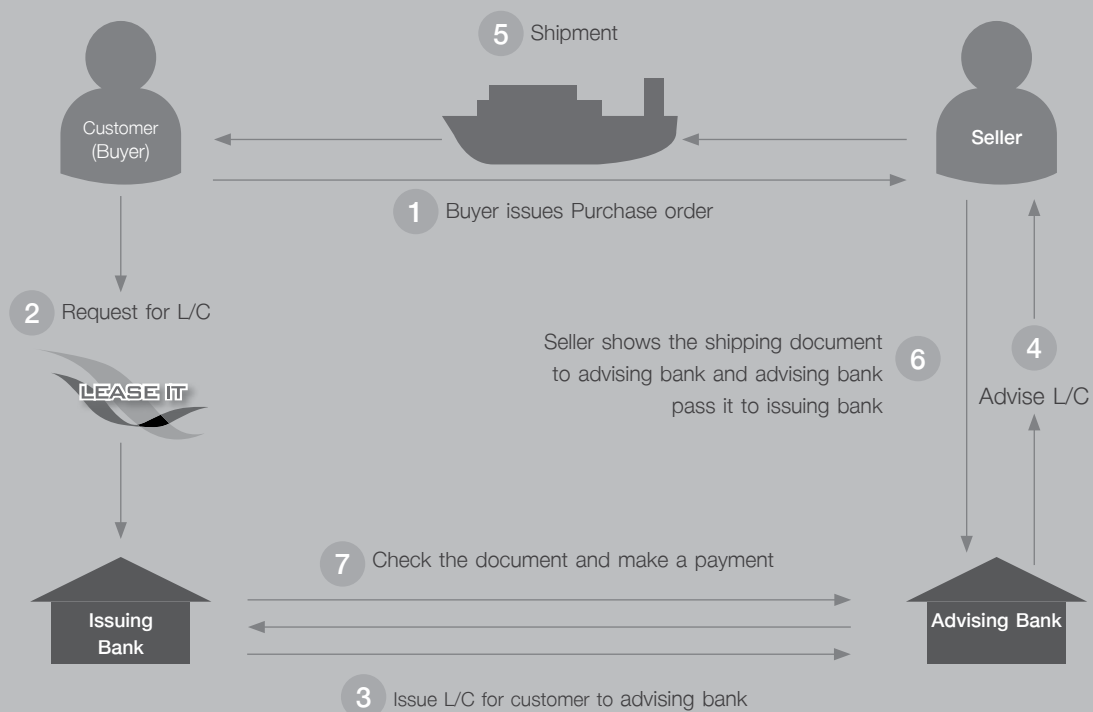 5 Shipment
Customer
(Buyer)
Seller
1 Buyer issues Purchase order
2 Request for L/C
LEASE IT
Seller shows the shipping document
to advising bank and advising bank
pass it to issuing bank
6
4
Advise L/C
7 Check the document and make a payment
Issuing
Bank
Advising Bank
3 Issue L/C for customer to advising bank